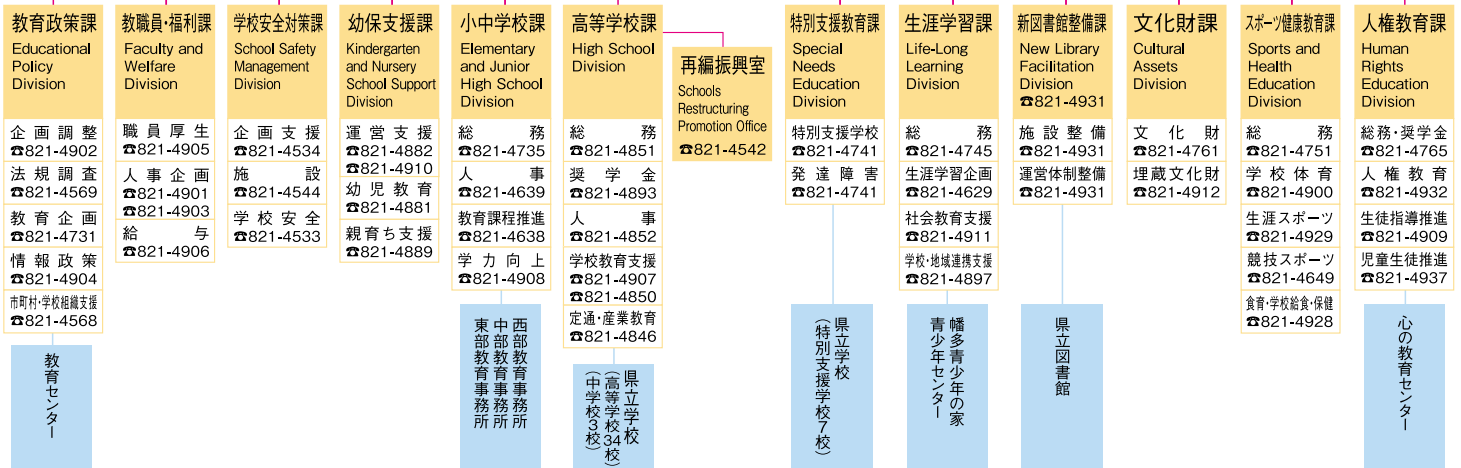 教育政策課
Educational
Policy
Division
企画調整
☎821-4902
法規調査
☎821-4569
教育企画
☎821-4731
情報政策
☎821-4904
市町村・学校組織支援
☎821-4568
教育センター
教職員・福利課
Faculty and
Welfare
Division
職員厚生
☎821-4905
人事企画
☎821-4901
☎821-4903
給与
☎821-4906
学校安全対策課
School Safety
Management
Division
企画支援
☎821-4534
施設
☎821-4544
学校安全
☎821-4533
幼保支援課
Kindergarten
and Nursery
School Support
Division
運営支援
☎821-4882
☎821-4910
幼児教育
☎821-4881
親育ち支援
☎821-4889
小中学校課
Elementary
and Junior
High School
Division
総務
☎821-4735
人事
☎821-4639
教育課程推進
☎821-4638
学力向上
☎821-4908
西部教育事務所
中部教育事務所
東部教育事務所
高等学校課
High School
Division
総務
☎821-4851
奨学金
☎821-4893
人事
☎821-4852
学校教育支援
☎821-4907
☎821-4850
定通・産業教育
☎821-4846
県立学校
(高等学校34校)
(中学校3校)
再編振興室
Schools
Restructuring
Promotion Office
☎821-4542
特別支援教育課
Special
Needs
Education
Division
特別支援学校
☎821-4741
発達障害
☎821-4741
県立学校
(特別支援学校7校)
生涯学習課
Life-Long
Learning
Division
総務
☎821-4745
生涯学習企画
☎821-4629
社会教育支援
☎821-4911
学校・地域連携支援
☎821-4897
幡多青少年の家
青少年センター
新図書館整備課
New Library
Facilitation
Division
☎821-4931
施設整備
☎821-4931
運営体制整備
☎821-4931
県立図書館
文化財課
Cultural
Assets
Division
文化財
☎821-4761
埋蔵文化財
☎821-4912
スポーツ健康教育課
Sports and
Health
Education
Division
総務
☎821-4751
学校体育
☎821-4900
生涯スポーツ
☎821-4929
競技スポーツ
☎821-4649
食育・学校給食・保健
☎821-4928
人権教育課
Human
Rights
Education
Division
総務・奨学金
☎821-4765
人権教育
☎821-4932
生徒指導推進
☎821-4909
児童生徒推進
☎821-4937
心の教育センター